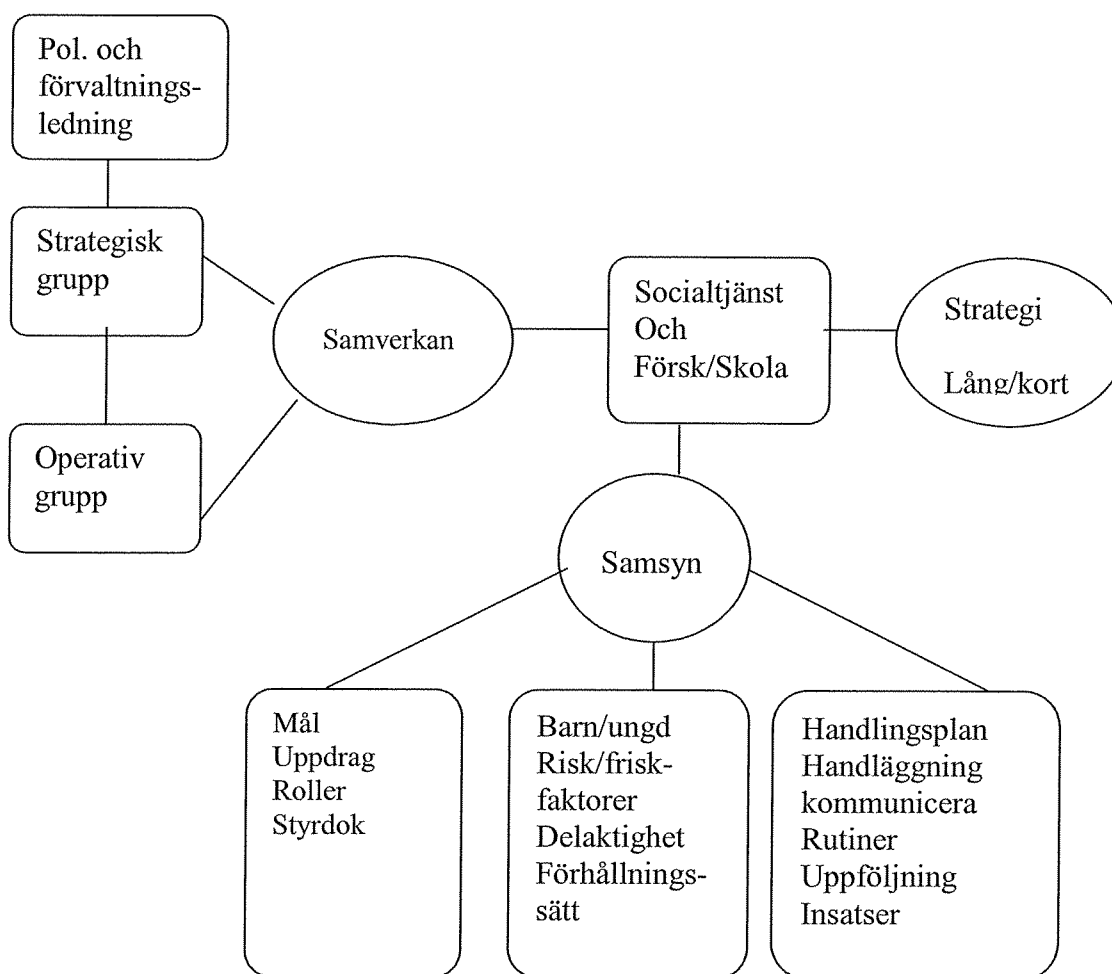 Pol. och
förvaltnings-
ledning
Strategisk
grupp
Operativ
grupp
Samverkan
Socialtjänst
Och
Försk/Skola
Strategi
Lång/kort
Samsyn
Mål
Uppdrag
Roller
Styrdok
Barn/ungd
Risk/frisk-
faktorer
Delaktighet
Förhållnings-
sätt
Handlingsplan
Handläggning
kommunicera
Rutiner
Uppföljning
Insatser